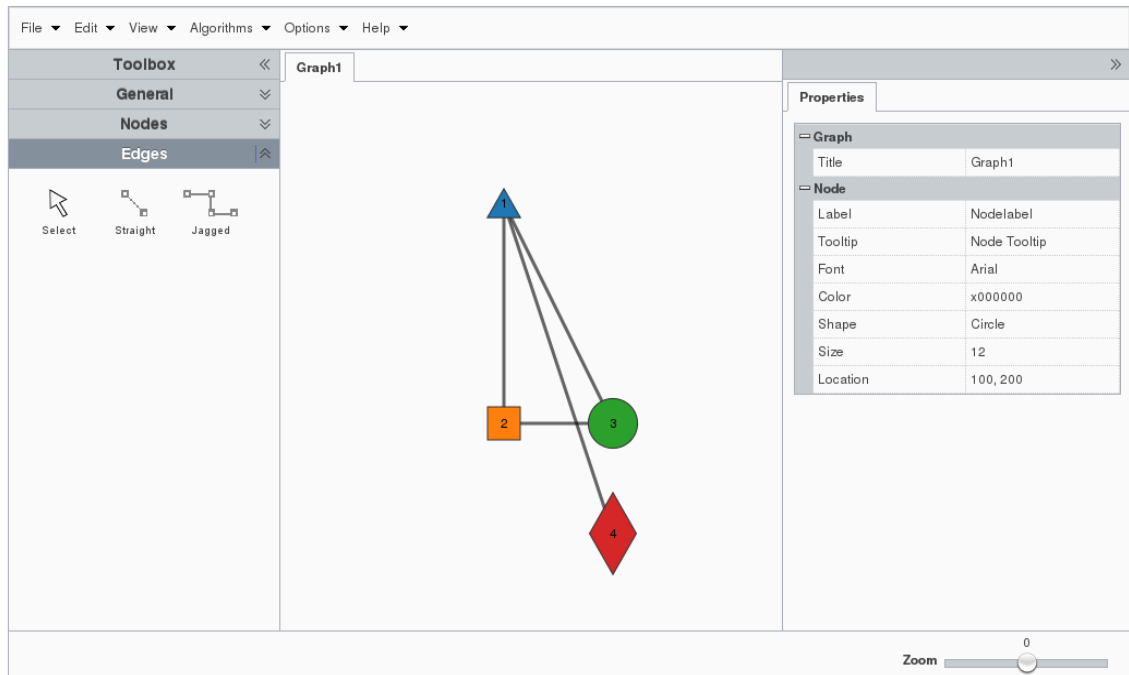 File Edit View Algorithms Options Help
Toolbox
General
Nodes
Edges
Select Straight Jagged
Graph1
1
2
3
4
Properties
Graph
Title Graph1
Node
Label Nodelabel
Tooltip Node Tooltip
Font Arial
Color x000000
Shape Circle
Size 12
Location 100, 200
0
Zoom